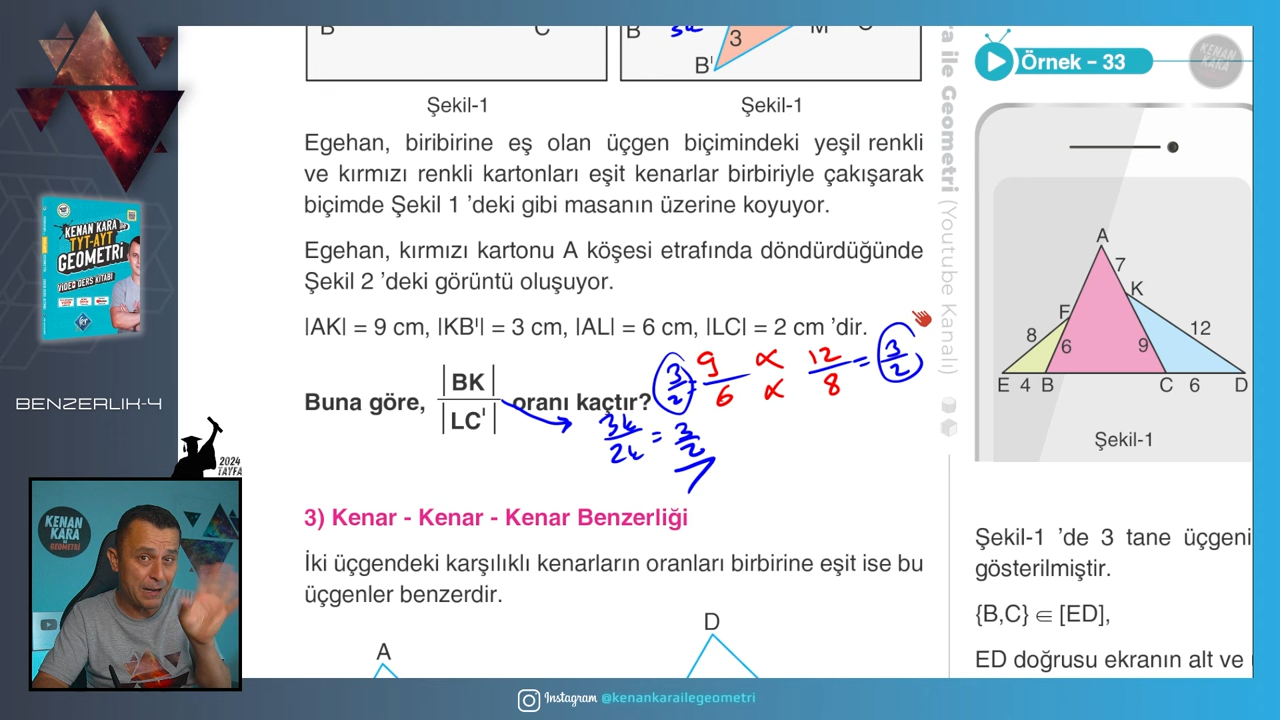 B
C
B
3k
3
M
B'
Şekil-1
Şekil-1
Egehan, biribirine eş olan üçgen biçimindeki yeşil renkli
ve kırmızı renkli kartonları eşit kenarlar birbiriyle çakışarak
biçimde Şekil 1 'deki gibi masanın üzerine koyuyor.
Egehan, kırmızı kartonu A köşesi etrafında döndürdüğünde
Şekil 2 'deki görüntü oluşuyor.
|AK| = 9 cm, |KB'| = 3 cm, |AL| = 6 cm, |LC| = 2 cm 'dir.
Buna göre, |BK| / |LC'| oranı kaçtır?
3/2 = 9/6 12/8 = 3/2
3k/2k = 3/2
3) Kenar - Kenar - Kenar Benzerliği
İki üçgendeki karşılıklı kenarların oranları birbirine eşit ise bu
üçgenler benzerdir.
A
D
ile Geometri (Youtube Kanalı)
Örnek - 33
KENAN
KARA
A
7
K
F
8
6
9
12
E 4 B
C 6 D
Şekil-1
Şekil-1 'de 3 tane üçgeni
gösterilmiştir.
{B,C} ∈ [ED],
ED doğrusu ekranın alt ve
KENAN KARA
TYT-AYT
GEOMETRİ
VİDEO DERS KİTABI
BENZERLIK-4
2024
TAYFA
KENAN
KARA
GEOMETRİ
Instagram @kenankarailegeometri